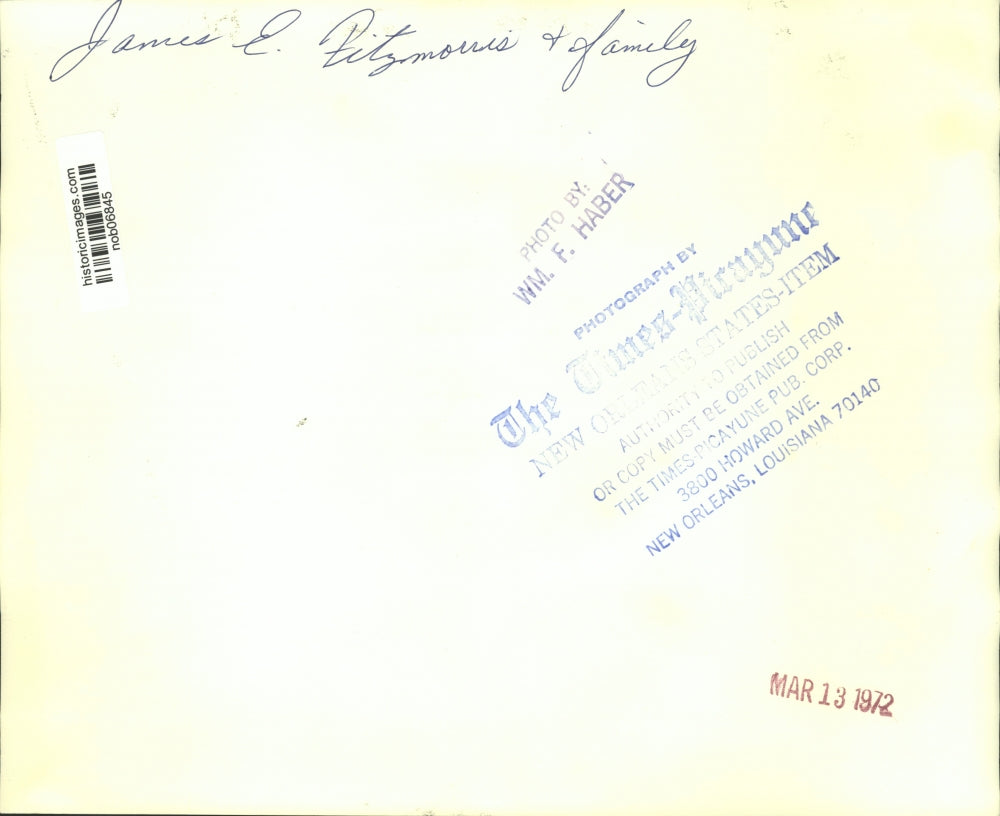 James E. Fitzmorris + family
historicimages.com
nob06845
PHOTO BY:
WM. F. HABER
PHOTOGRAPH BY
The Times-Picayune
NEW ORLEANS STATES-ITEM
AUTHORITY TO PUBLISH
OR COPY MUST BE OBTAINED FROM
THE TIMES-PICAYUNE PUB. CORP.
3800 HOWARD AVE.
NEW ORLEANS, LOUISIANA 70140
MAR 13 1972